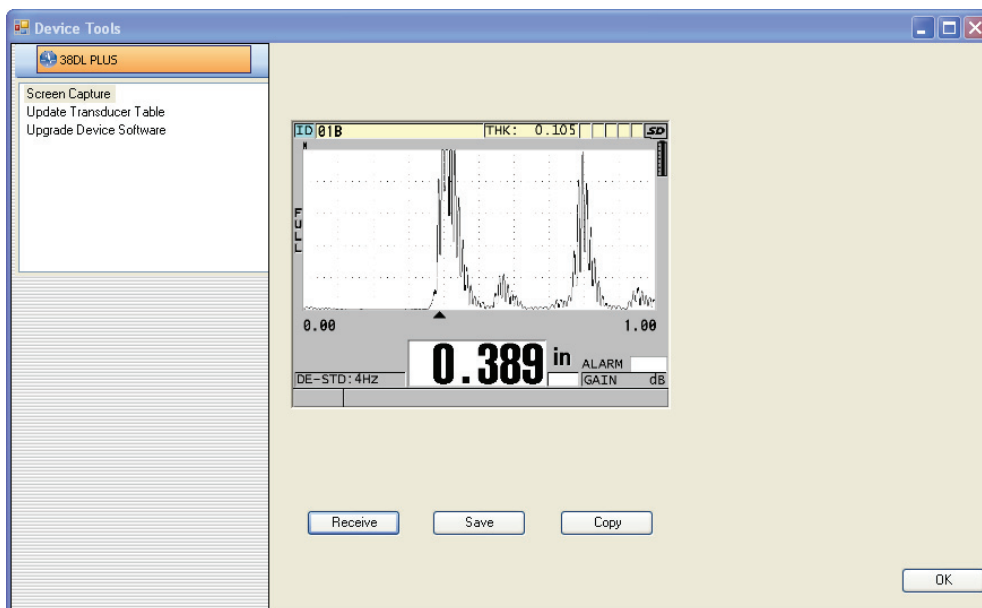 Device Tools
38DL PLUS
Screen Capture
Update Transducer Table
Upgrade Device Software
ID 01B THK: 0.105 SD
FULL
0.00 1.00
0.389 in
ALARM
DE-STD:4HZ GAIN dB
Receive Save Copy
OK